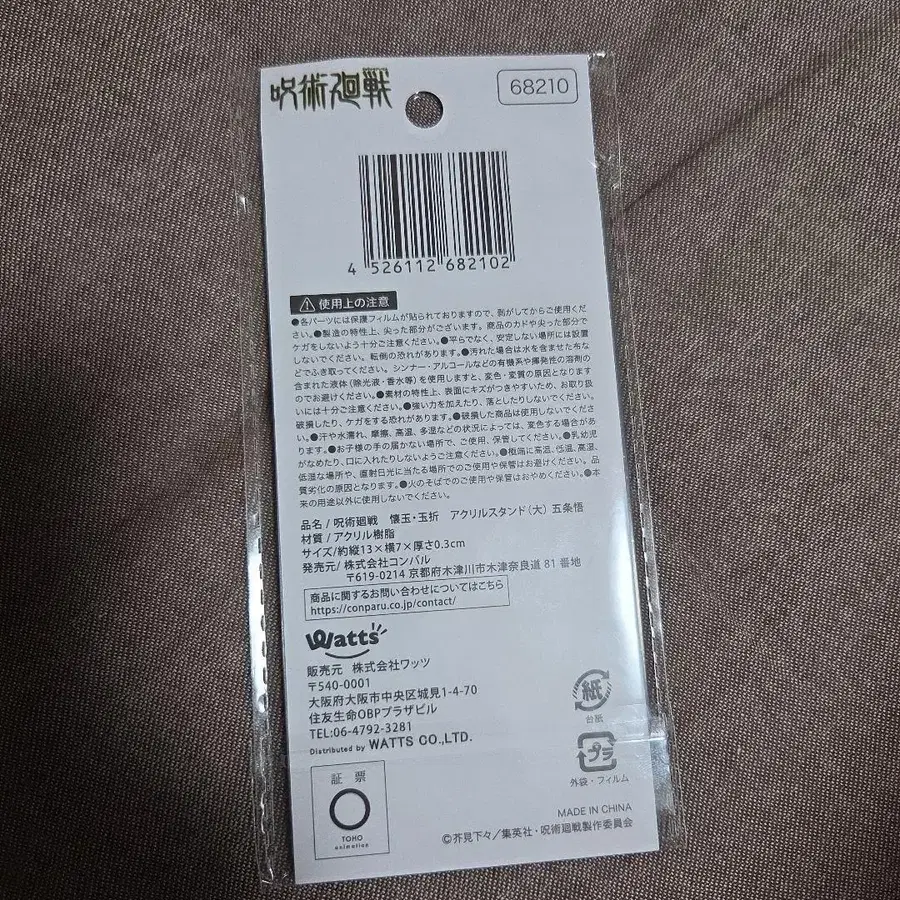 呪術廻戦
68210
4 526112 682102
使用上の注意
●各パーツには保護フィルムが貼られておりますので、剥がしてからご使用くだ
さい。●製造の特性上、尖った部分がございます。商品のカドや尖った部分で
ケガをしないよう十分ご注意ください。●平らでなく、安定しない場所には設置
しないでください。転倒の恐れがあります。●汚れた場合は水を含ませた布な
どでふき取ってください。シンナー・アルコールなどの有機系や揮発性の溶剤の
含まれた液体(除光液・香水等)を使用しますと、変色・変質の原因となります
のでお避けください。●素材の特性上、表面にキズがつきやすいため、お取り扱
いには十分ご注意ください。●強い力を加えたり、落としたりしないでください。
破損したり、ケガをする恐れがあります。●破損した商品は使用しないでくださ
い。●汗や水濡れ、摩擦、高温、多湿などの状況によっては、変色する場合があ
ります。●お子様の手の届かない場所で、ご使用、保管してください。●乳幼児
がなめたり、口に入れたりしないようご注意ください。●極端に高温、低温、高湿、
低湿な場所や、直射日光に当たる場所でのご使用や保管はお避けください。品
質劣化の原因となります。●火のそばでのご使用や保管はおやめください。●本
来の用途以外に使用しないでください。
品名/呪術廻戦 懐玉・玉折 アクリルスタンド(大) 五条悟
材質/アクリル樹脂
サイズ/約縦13×横7×厚さ0.3cm
発売元/株式会社コンパル
〒619-0214 京都府木津川市木津奈良道 81 番地
商品に関するお問い合わせについてはこちら
https://conparu.co.jp/contact/
Watts
販売元 株式会社ワッツ
〒540-0001
大阪府大阪市中央区城見1-4-70
住友生命OBPプラザビル
TEL:06-4792-3281
Distributed by WATTS CO.,LTD.
紙
台紙
プラ
外袋・フィルム
証票
TOHO
animation
MADE IN CHINA
©芥見下々/集英社・呪術廻戦製作委員会